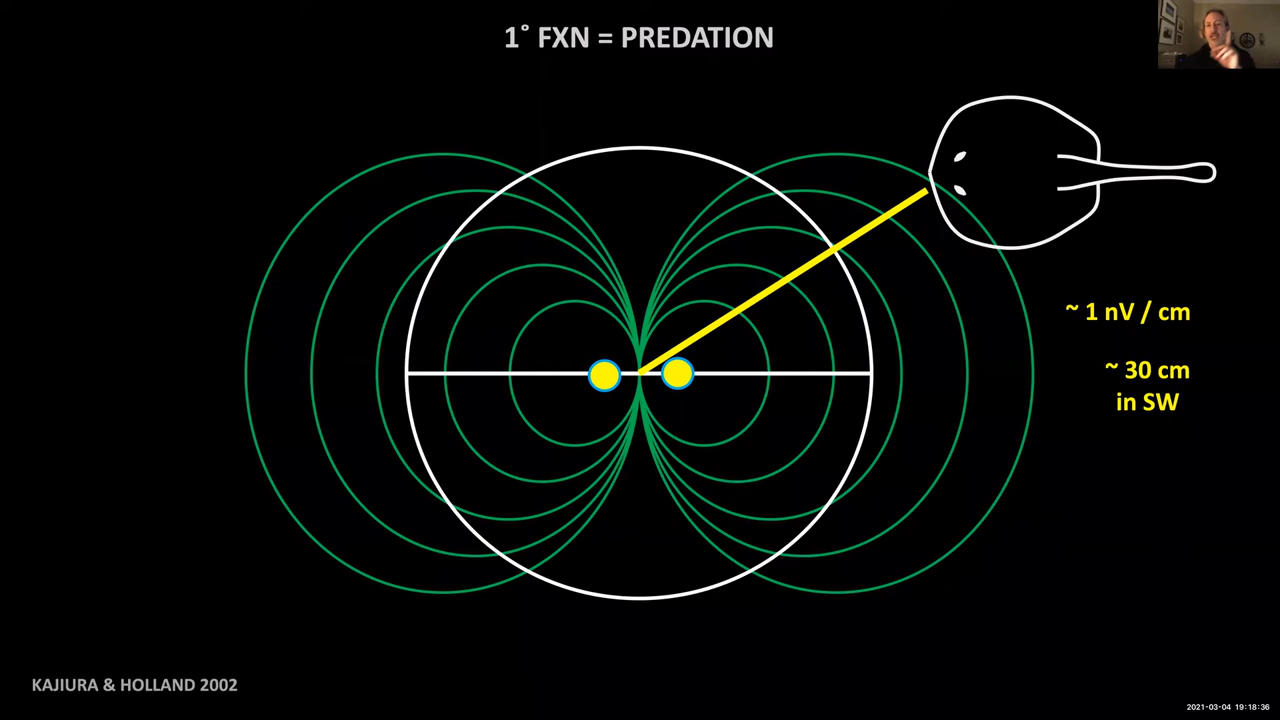 1˚ FXN = PREDATION
~ 1 nV / cm
~ 30 cm
in SW
KAJIURA & HOLLAND 2002
2021-03-04 19:18:36